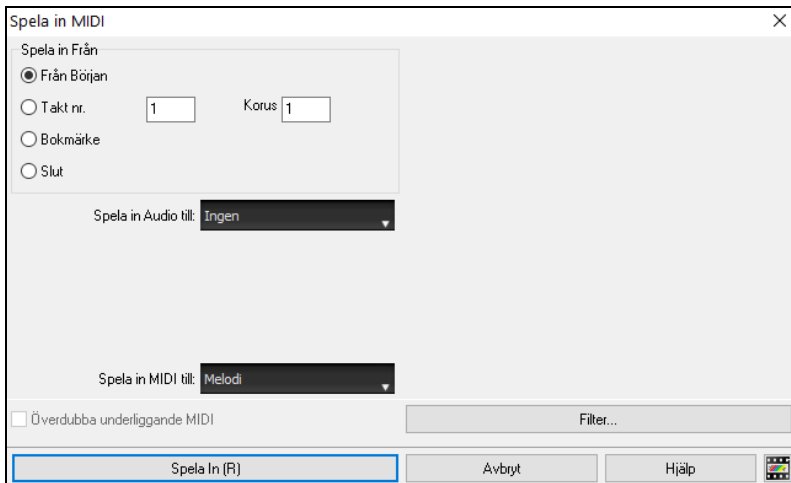 Spela in MIDI
Spela in Från
Från Början
Takt nr. 1 Korus 1
Bokmärke
Slut
Spela in Audio till: Ingen
Spela in MIDI till: Melodi
Överdubba underliggande MIDI
Filter...
Spela In (R) Avbryt Hjälp